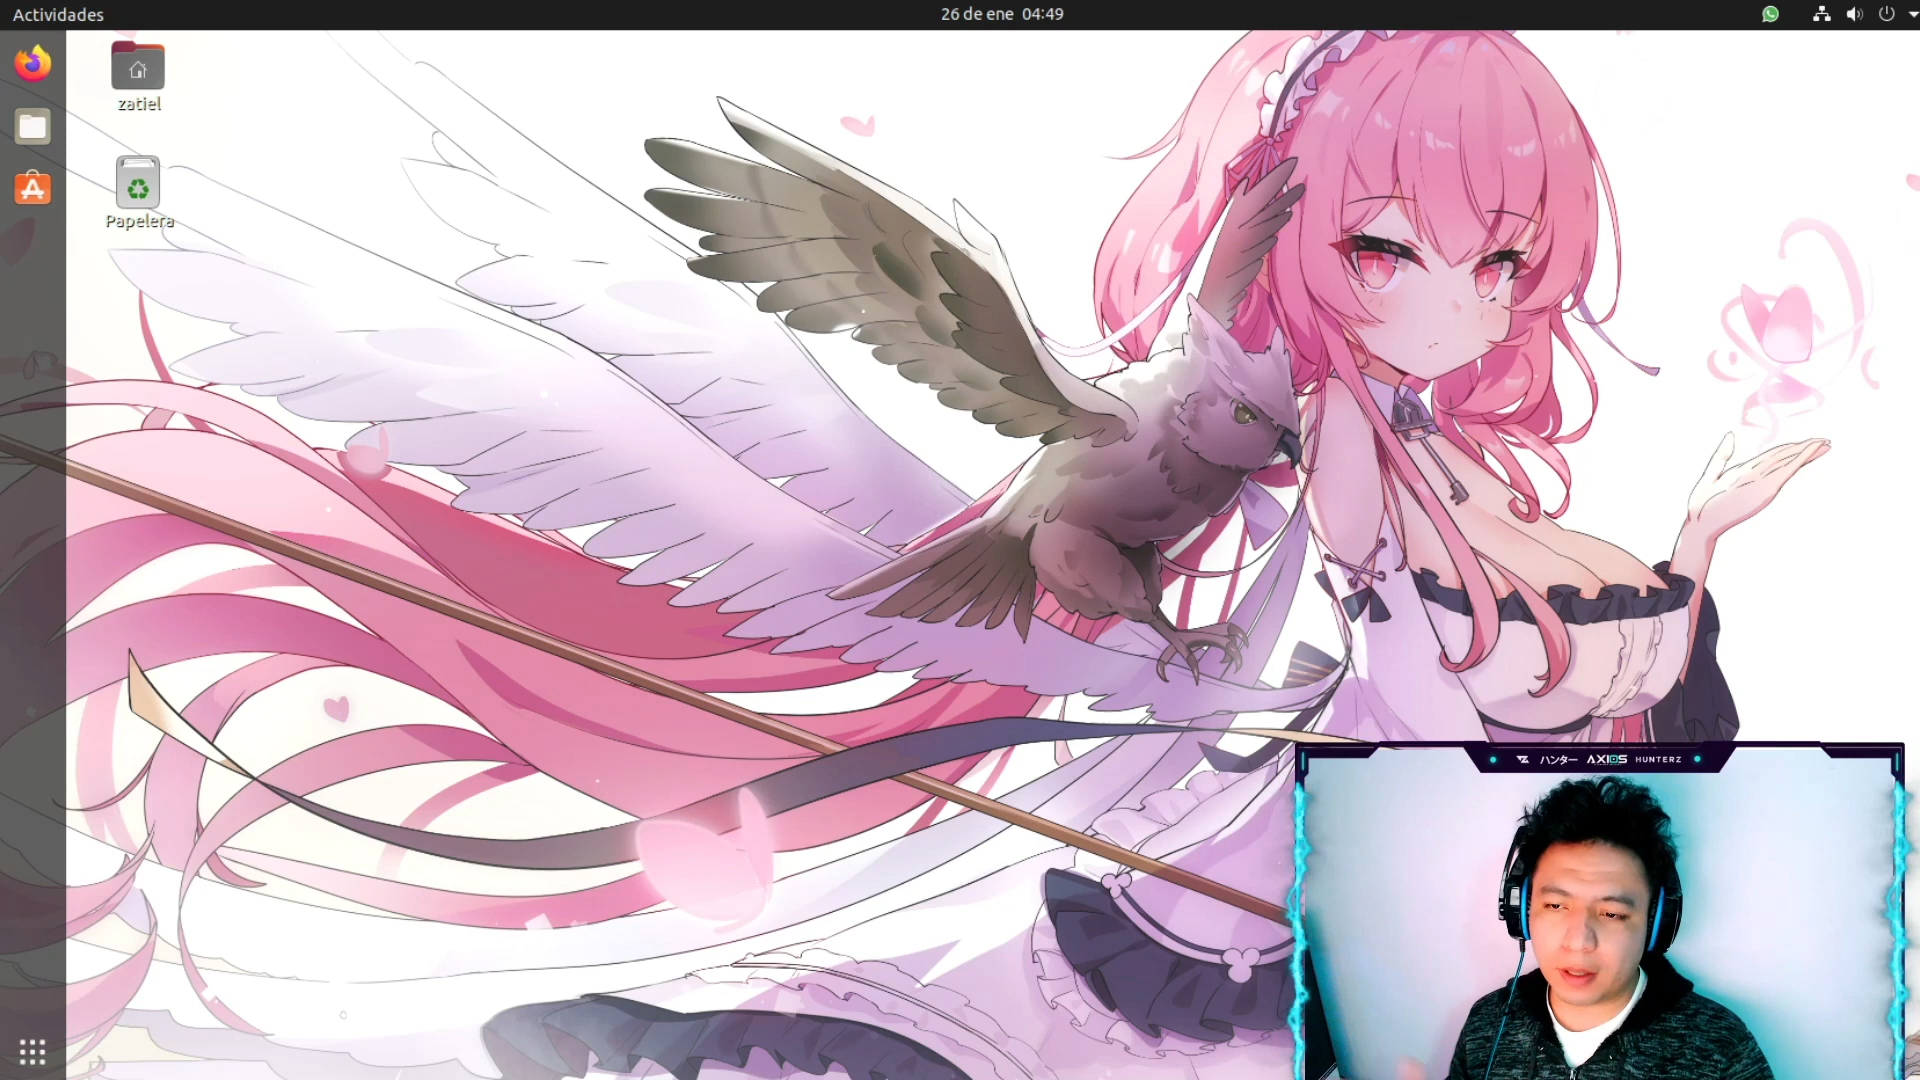 Actividades
26 de ene 04:49
zatiel
Papelera
ハンター AXIOS HUNTERZ